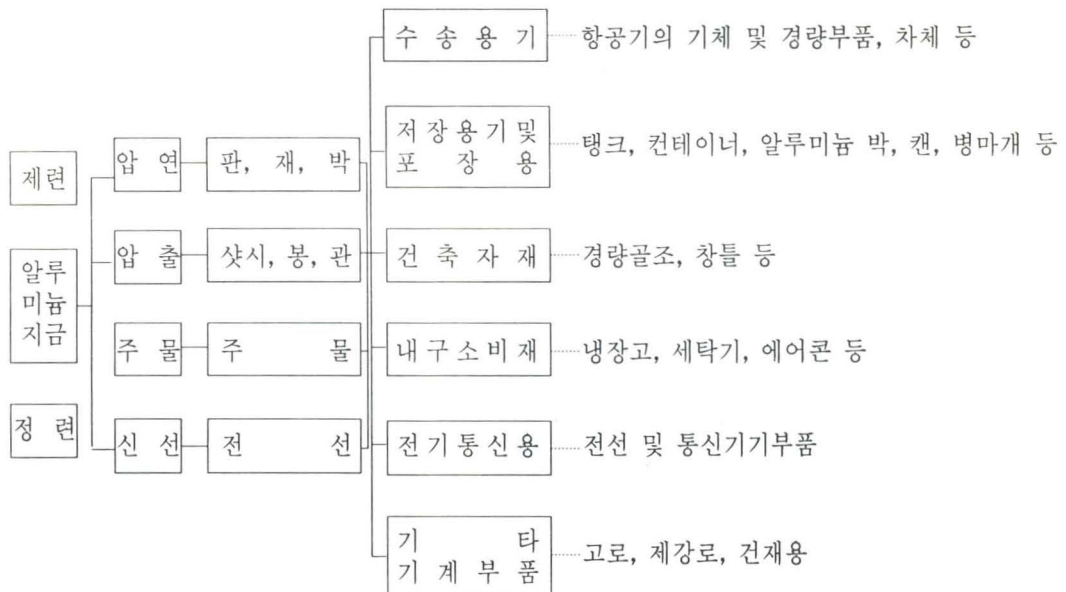 제련
알루
미늄
지금
정 련
압 연
압 출
주 물
신 선
판, 재, 박
샷시, 봉, 관
주 물
전 선
수 송 용 기
항공기의 기체 및 경량부품, 차체 등
저장용기및
포 장 용
탱크, 컨테이너, 알루미늄 박, 캔, 병마개 등
건 축 자 재
경량골조, 창틀 등
내구소비재
냉장고, 세탁기, 에어콘 등
전기통신용
전선 및 통신기기부품
기 타
기 계 부 품
고로, 제강로, 건재용